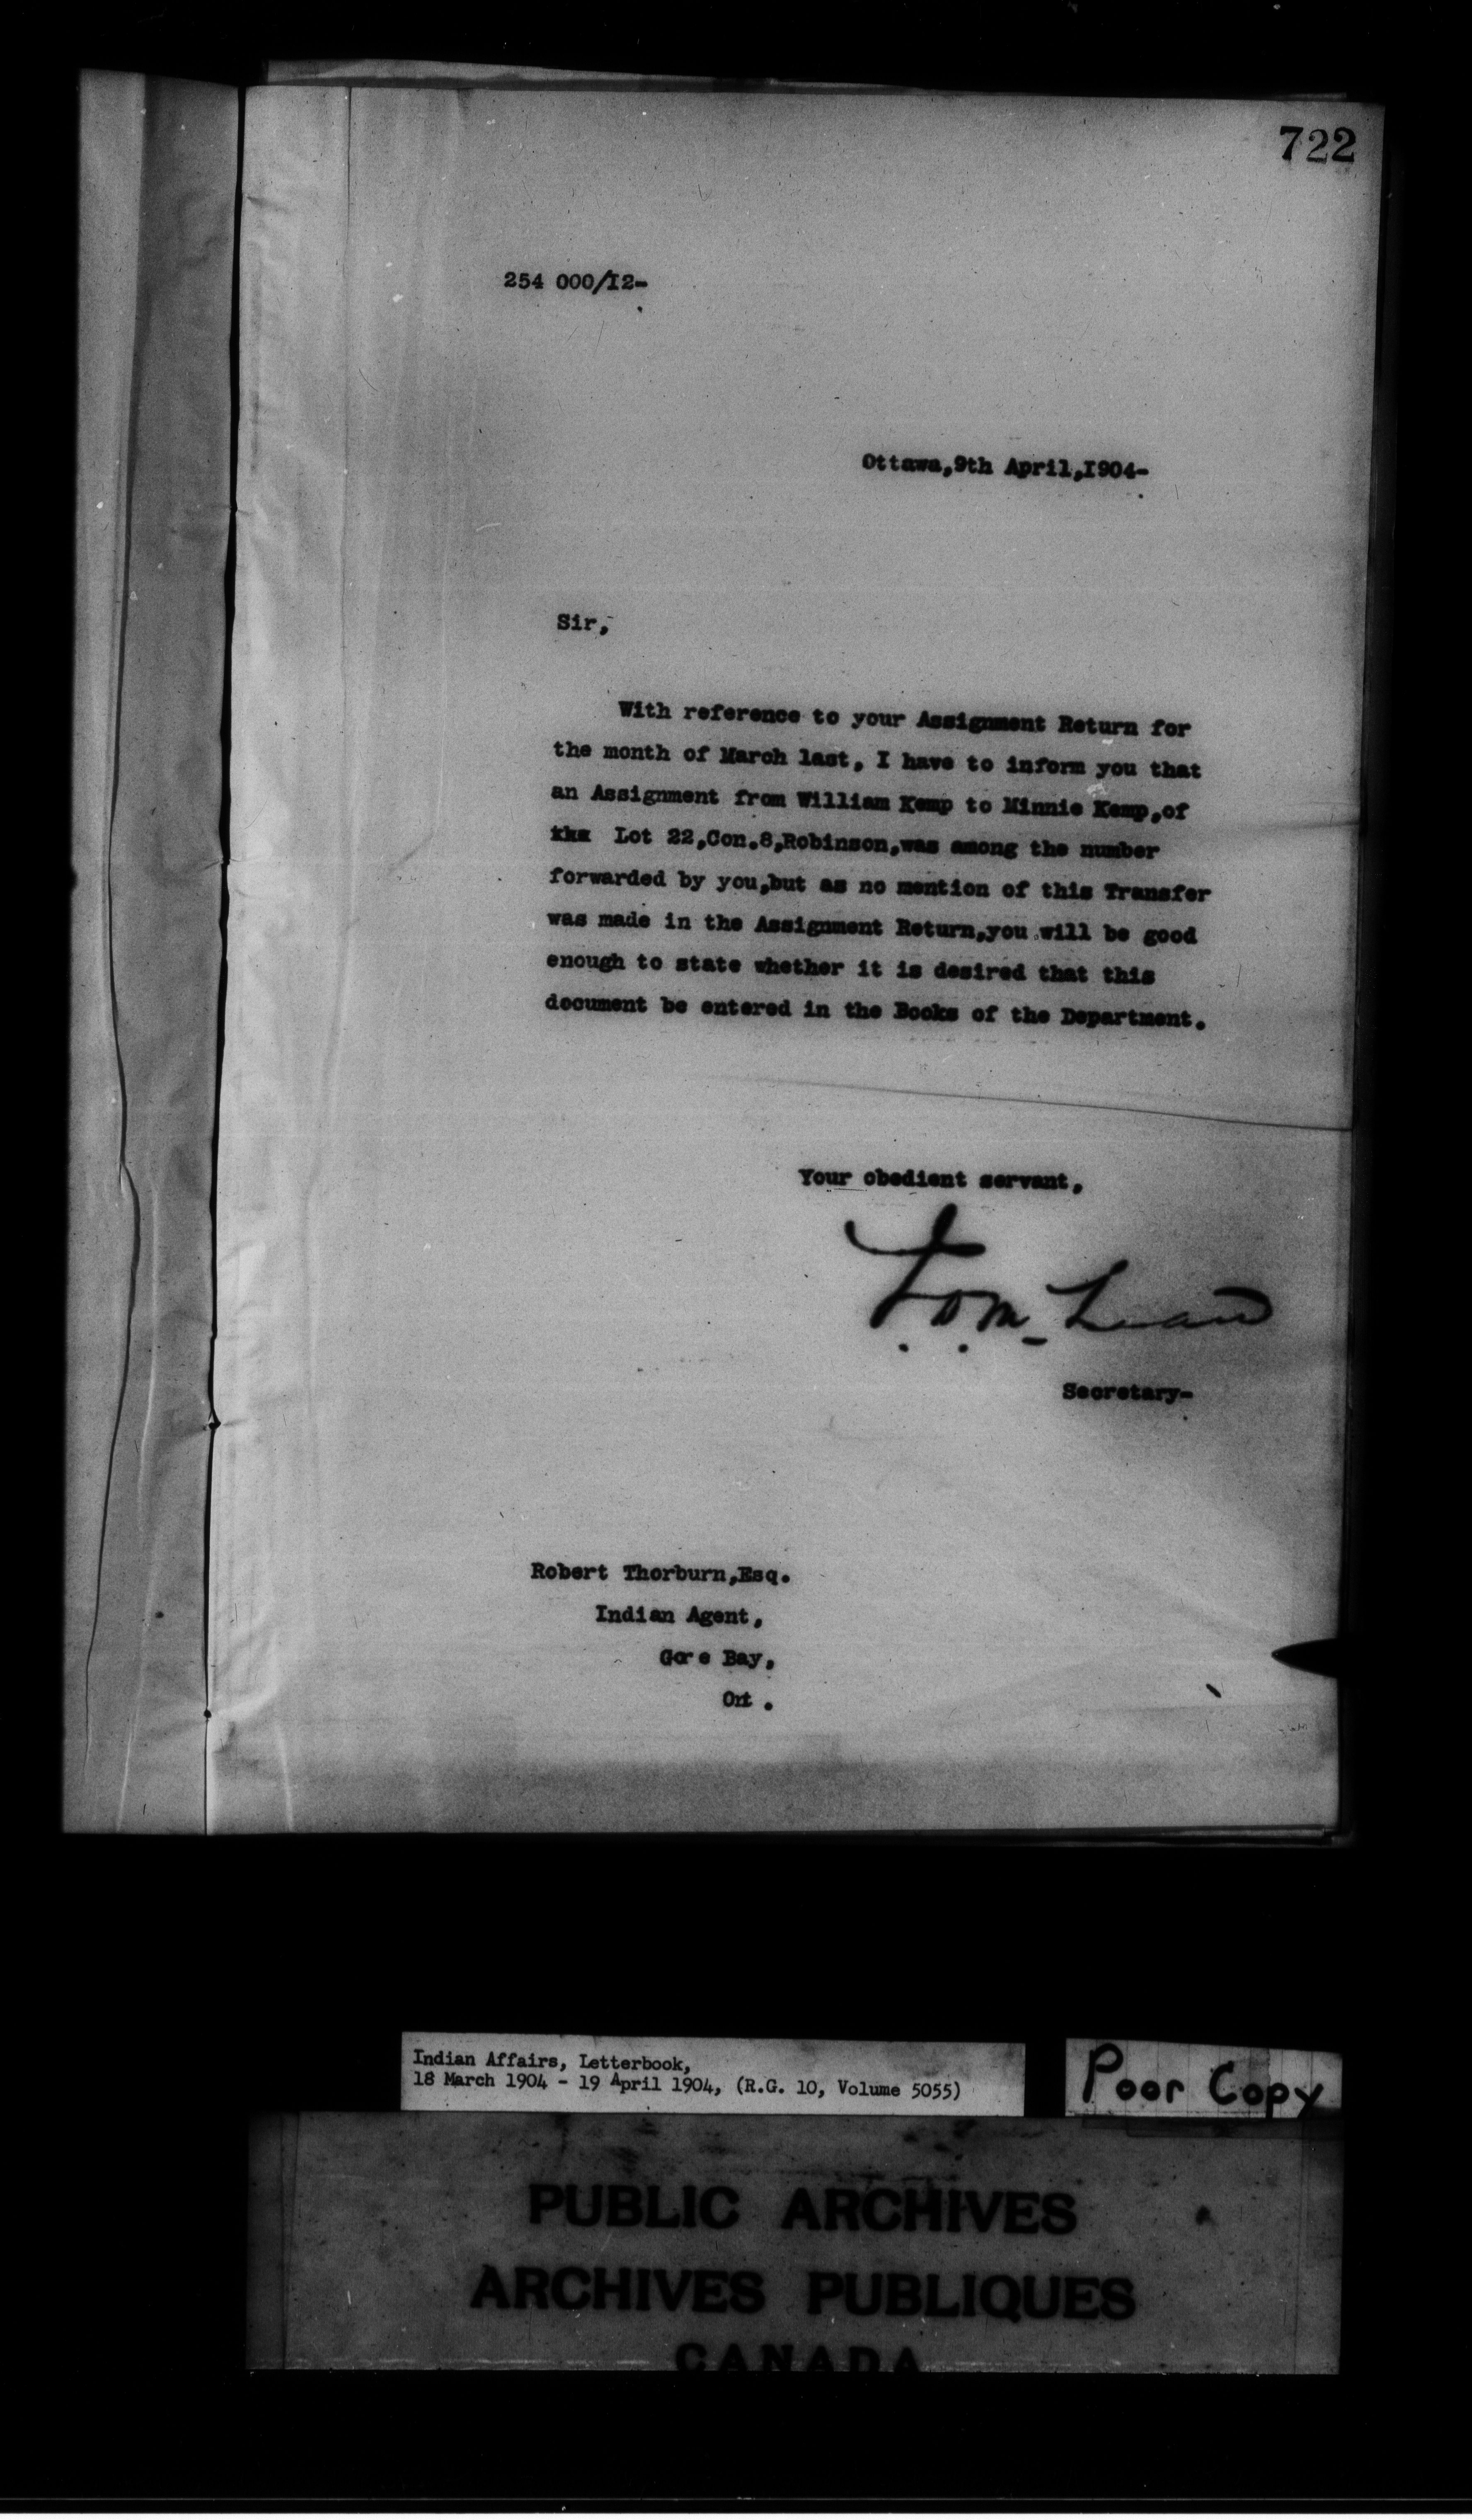 722
254 000/I2-
Ottawa,9th April,I904-
Sir,
With reference to your Assignment Return for
the month of March last, I have to inform you that
an Assignment from William Kemp to Minnie Kemp,of
Lot 22,Con.8,Robinson,was among the number
forwarded by you,but as no mention of this Transfer
was made in the Assignment Return,you will be good
enough to state whether it is desired that this
document be entered in the Books of the Department.
Your obedient servant,
J. D. McLean
Secretary-
Robert Thorburn,Esq.
Indian Agent,
Gore Bay,
Ont.
Indian Affairs, Letterbook,
18 March 1904 - 19 April 1904, (R.G. 10, Volume 5055)
Poor Copy
PUBLIC ARCHIVES
ARCHIVES PUBLIQUES
CANADA